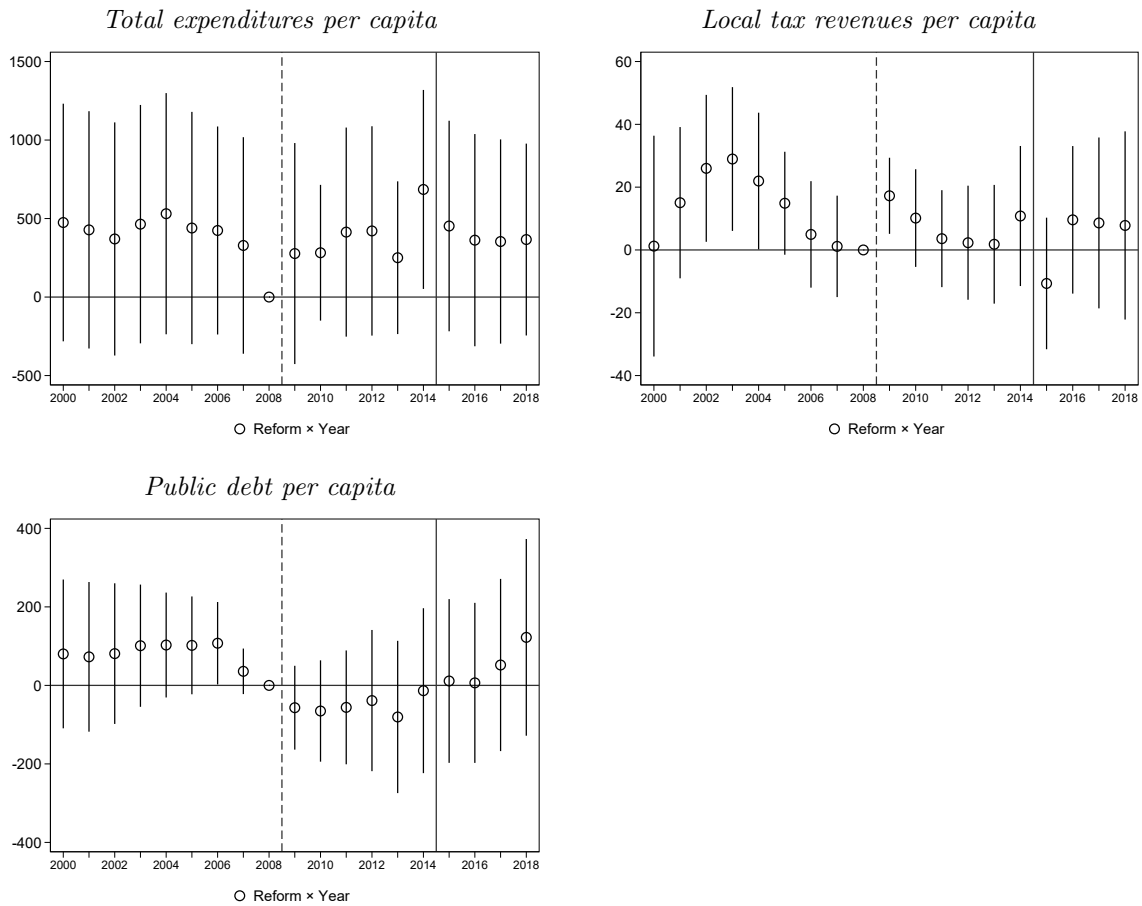 Total expenditures per capita
1500
1000
500
0
-500
2000 2002 2004 2006 2008 2010 2012 2014 2016 2018
Reform × Year
Local tax revenues per capita
60
40
20
0
-20
-40
2000 2002 2004 2006 2008 2010 2012 2014 2016 2018
Reform × Year
Public debt per capita
400
200
0
-200
-400
2000 2002 2004 2006 2008 2010 2012 2014 2016 2018
Reform × Year